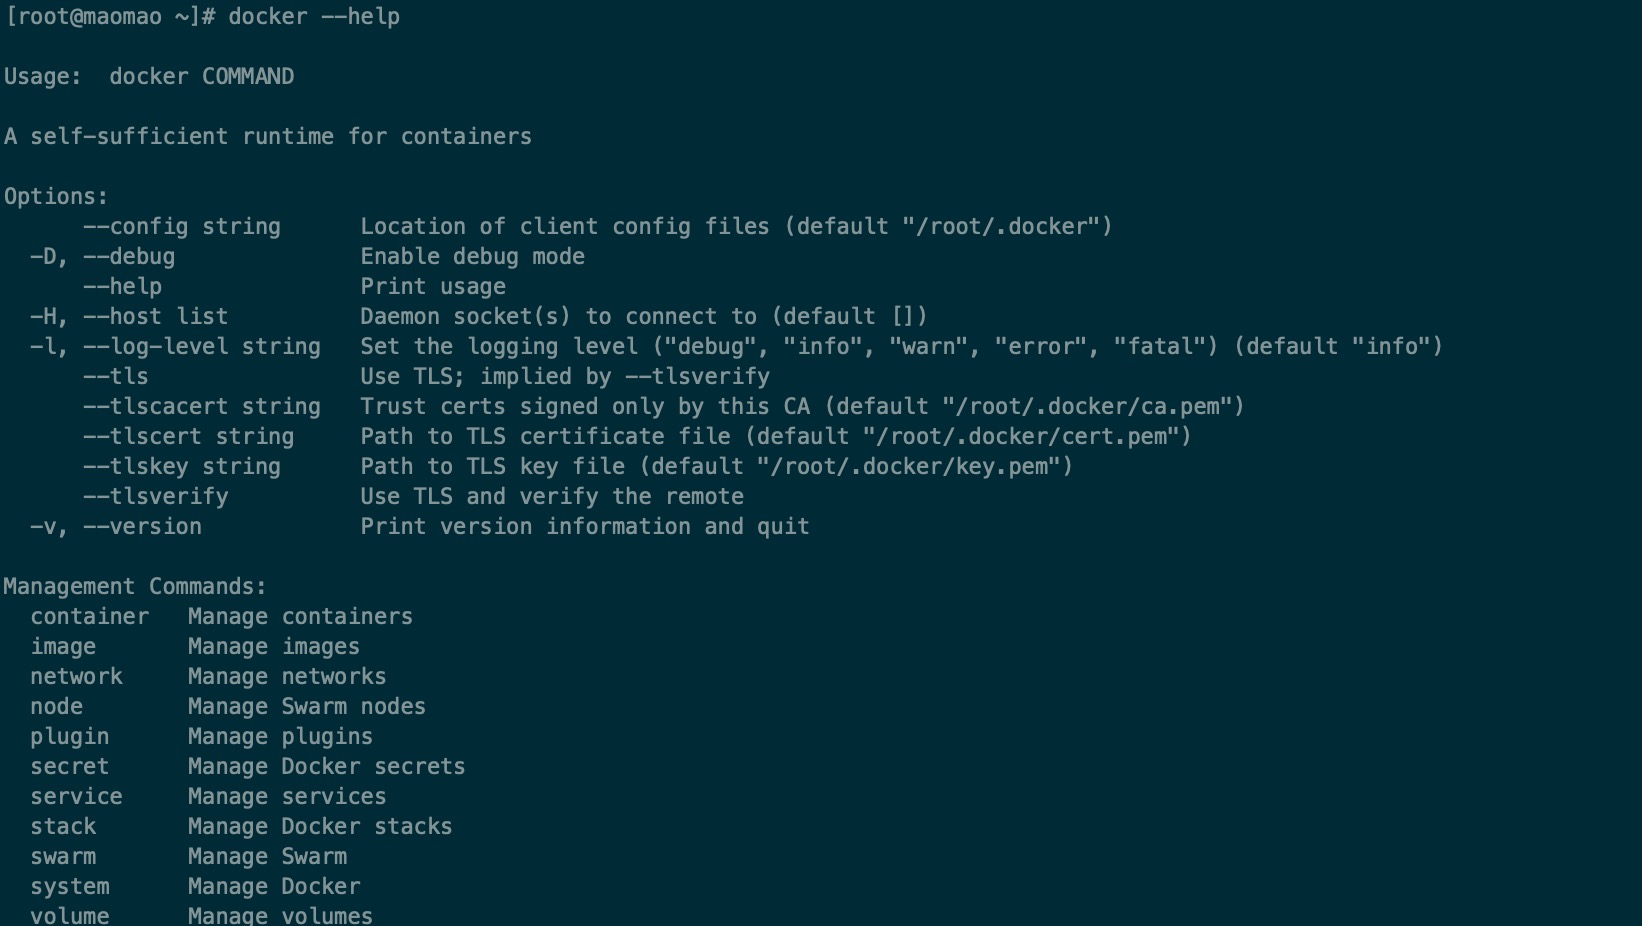 [root@maomao ~]# docker --help
Usage:  docker COMMAND
A self-sufficient runtime for containers
Options:
      --config string      Location of client config files (default "/root/.docker")
  -D, --debug              Enable debug mode
      --help               Print usage
  -H, --host list          Daemon socket(s) to connect to (default [])
  -l, --log-level string   Set the logging level ("debug", "info", "warn", "error", "fatal") (default "info")
      --tls                Use TLS; implied by --tlsverify
      --tlscacert string   Trust certs signed only by this CA (default "/root/.docker/ca.pem")
      --tlscert string     Path to TLS certificate file (default "/root/.docker/cert.pem")
      --tlskey string      Path to TLS key file (default "/root/.docker/key.pem")
      --tlsverify          Use TLS and verify the remote
  -v, --version            Print version information and quit
Management Commands:
  container   Manage containers
  image       Manage images
  network     Manage networks
  node        Manage Swarm nodes
  plugin      Manage plugins
  secret      Manage Docker secrets
  service     Manage services
  stack       Manage Docker stacks
  swarm       Manage Swarm
  system      Manage Docker
  volume      Manage volumes